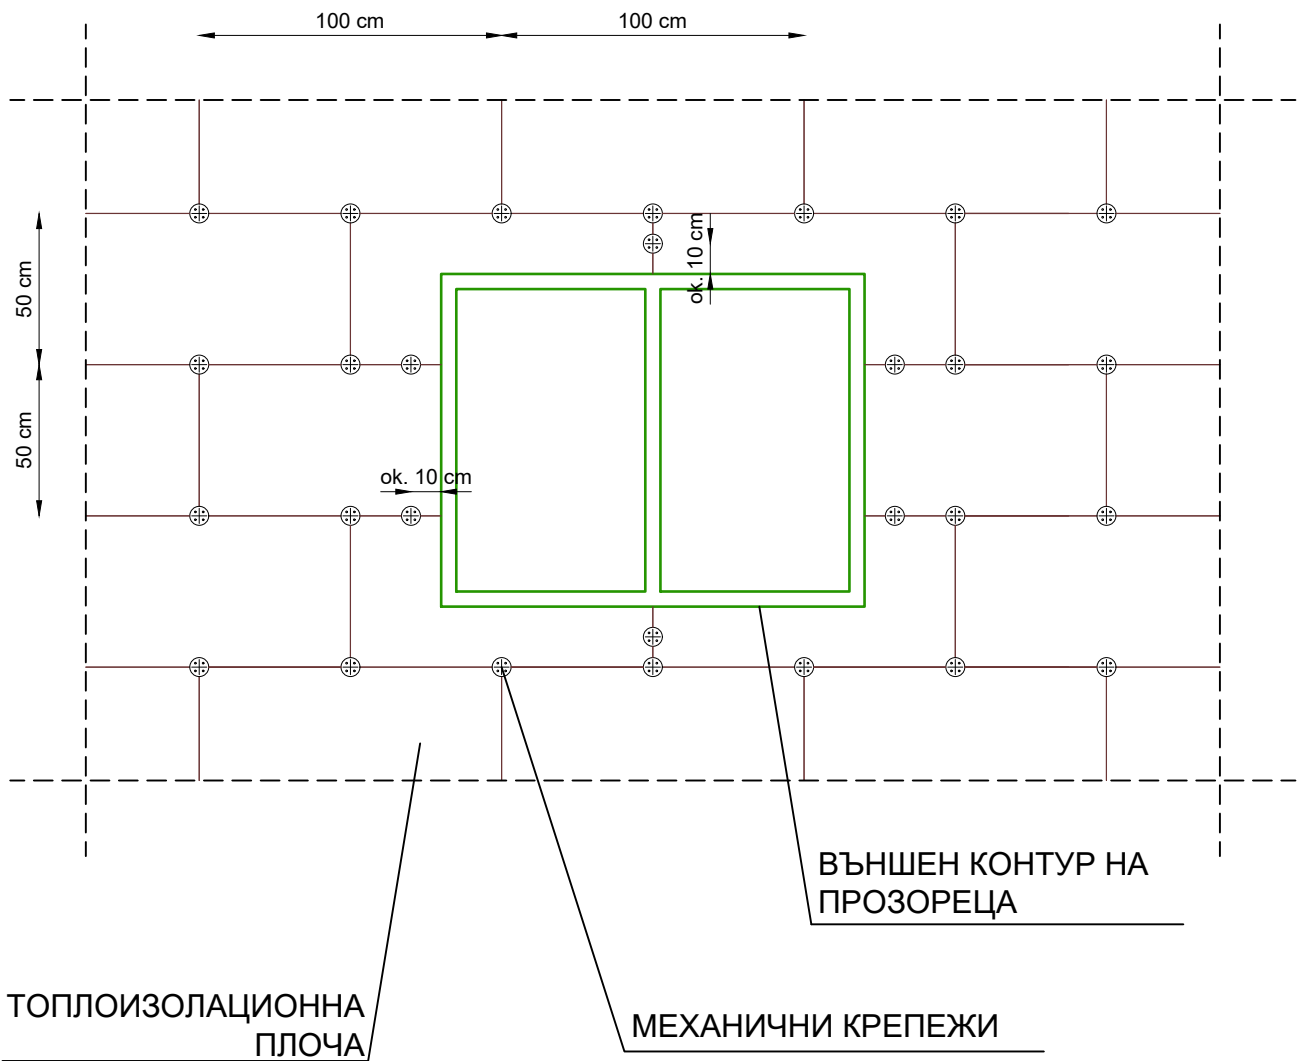 100 cm
100 cm
ok. 10 cm
50 cm
50 cm
ok. 10 cm
ВЪНШЕН КОНТУР НА
ПРОЗОРЕЦА
ТОПЛОИЗОЛАЦИОННА
ПЛОЧА
МЕХАНИЧНИ КРЕПЕЖИ